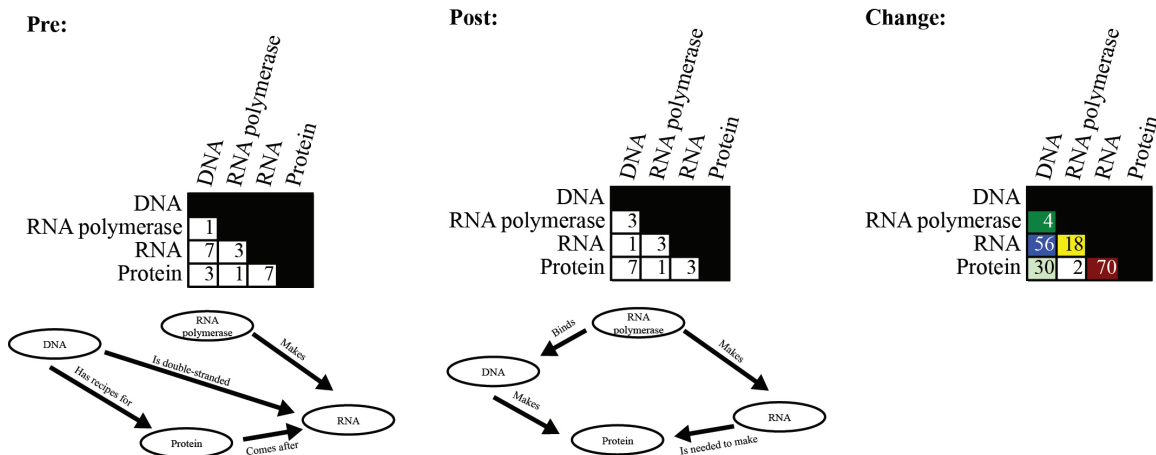 Pre:
DNA
RNA polymerase
RNA
Protein
DNA
RNA polymerase 1
RNA 7 3
Protein 3 1 7
RNA
polymerase
DNA
Makes
Is double-stranded
Has recipes for
RNA
Protein
Comes after
Post:
DNA
RNA polymerase
RNA
Protein
DNA
RNA polymerase 3
RNA 1 3
Protein 7 1 3
RNA
polymerase
Binds
DNA
Makes
Makes
RNA
Protein
Is needed to make
Change:
DNA
RNA polymerase
RNA
Protein
DNA
RNA polymerase 4
RNA 56 18
Protein 30 2 70